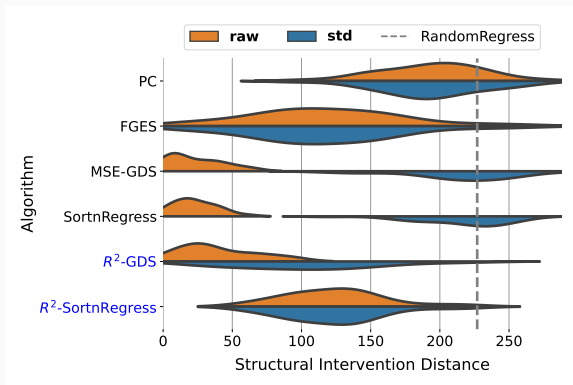 raw std RandomRegress
PC
FGES
MSE-GDS
SortnRegress
R²-GDS
R²-SortnRegress
Algorithm
0 50 100 150 200 250
Structural Intervention Distance